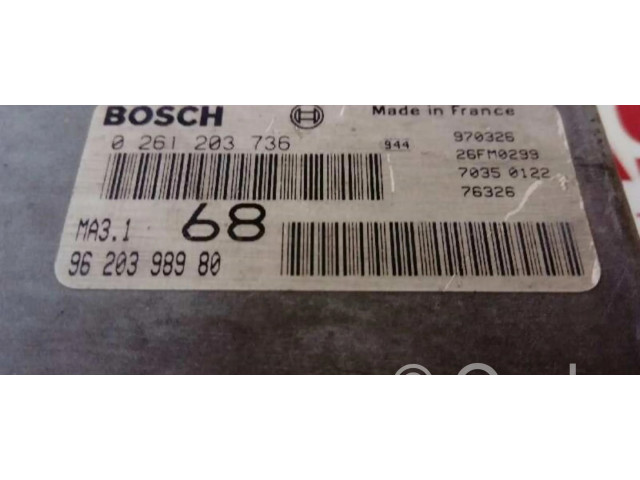 BOSCH Made in France
0 261 203 736 944 970326
26FM0299
7035 0122
76326
MA3.1 68
96 203 989 80